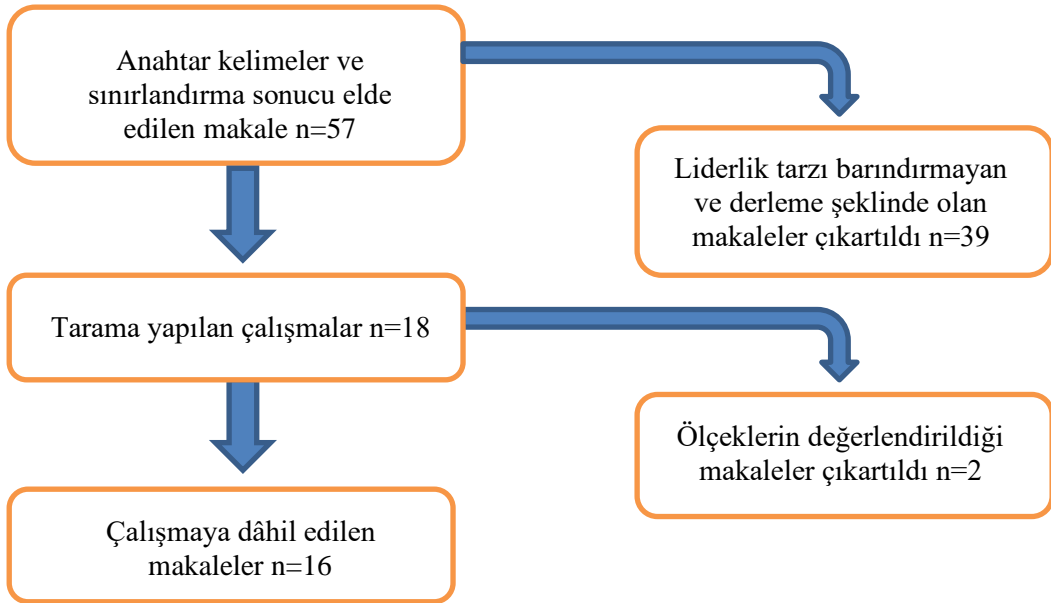 Anahtar kelimeler ve
sınırlandırma sonucu elde
edilen makale n=57
Liderlik tarzı barındırmayan
ve derleme şeklinde olan
makaleler çıkartıldı n=39
Tarama yapılan çalışmalar n=18
Ölçeklerin değerlendirildiği
makaleler çıkartıldı n=2
Çalışmaya dâhil edilen
makaleler n=16